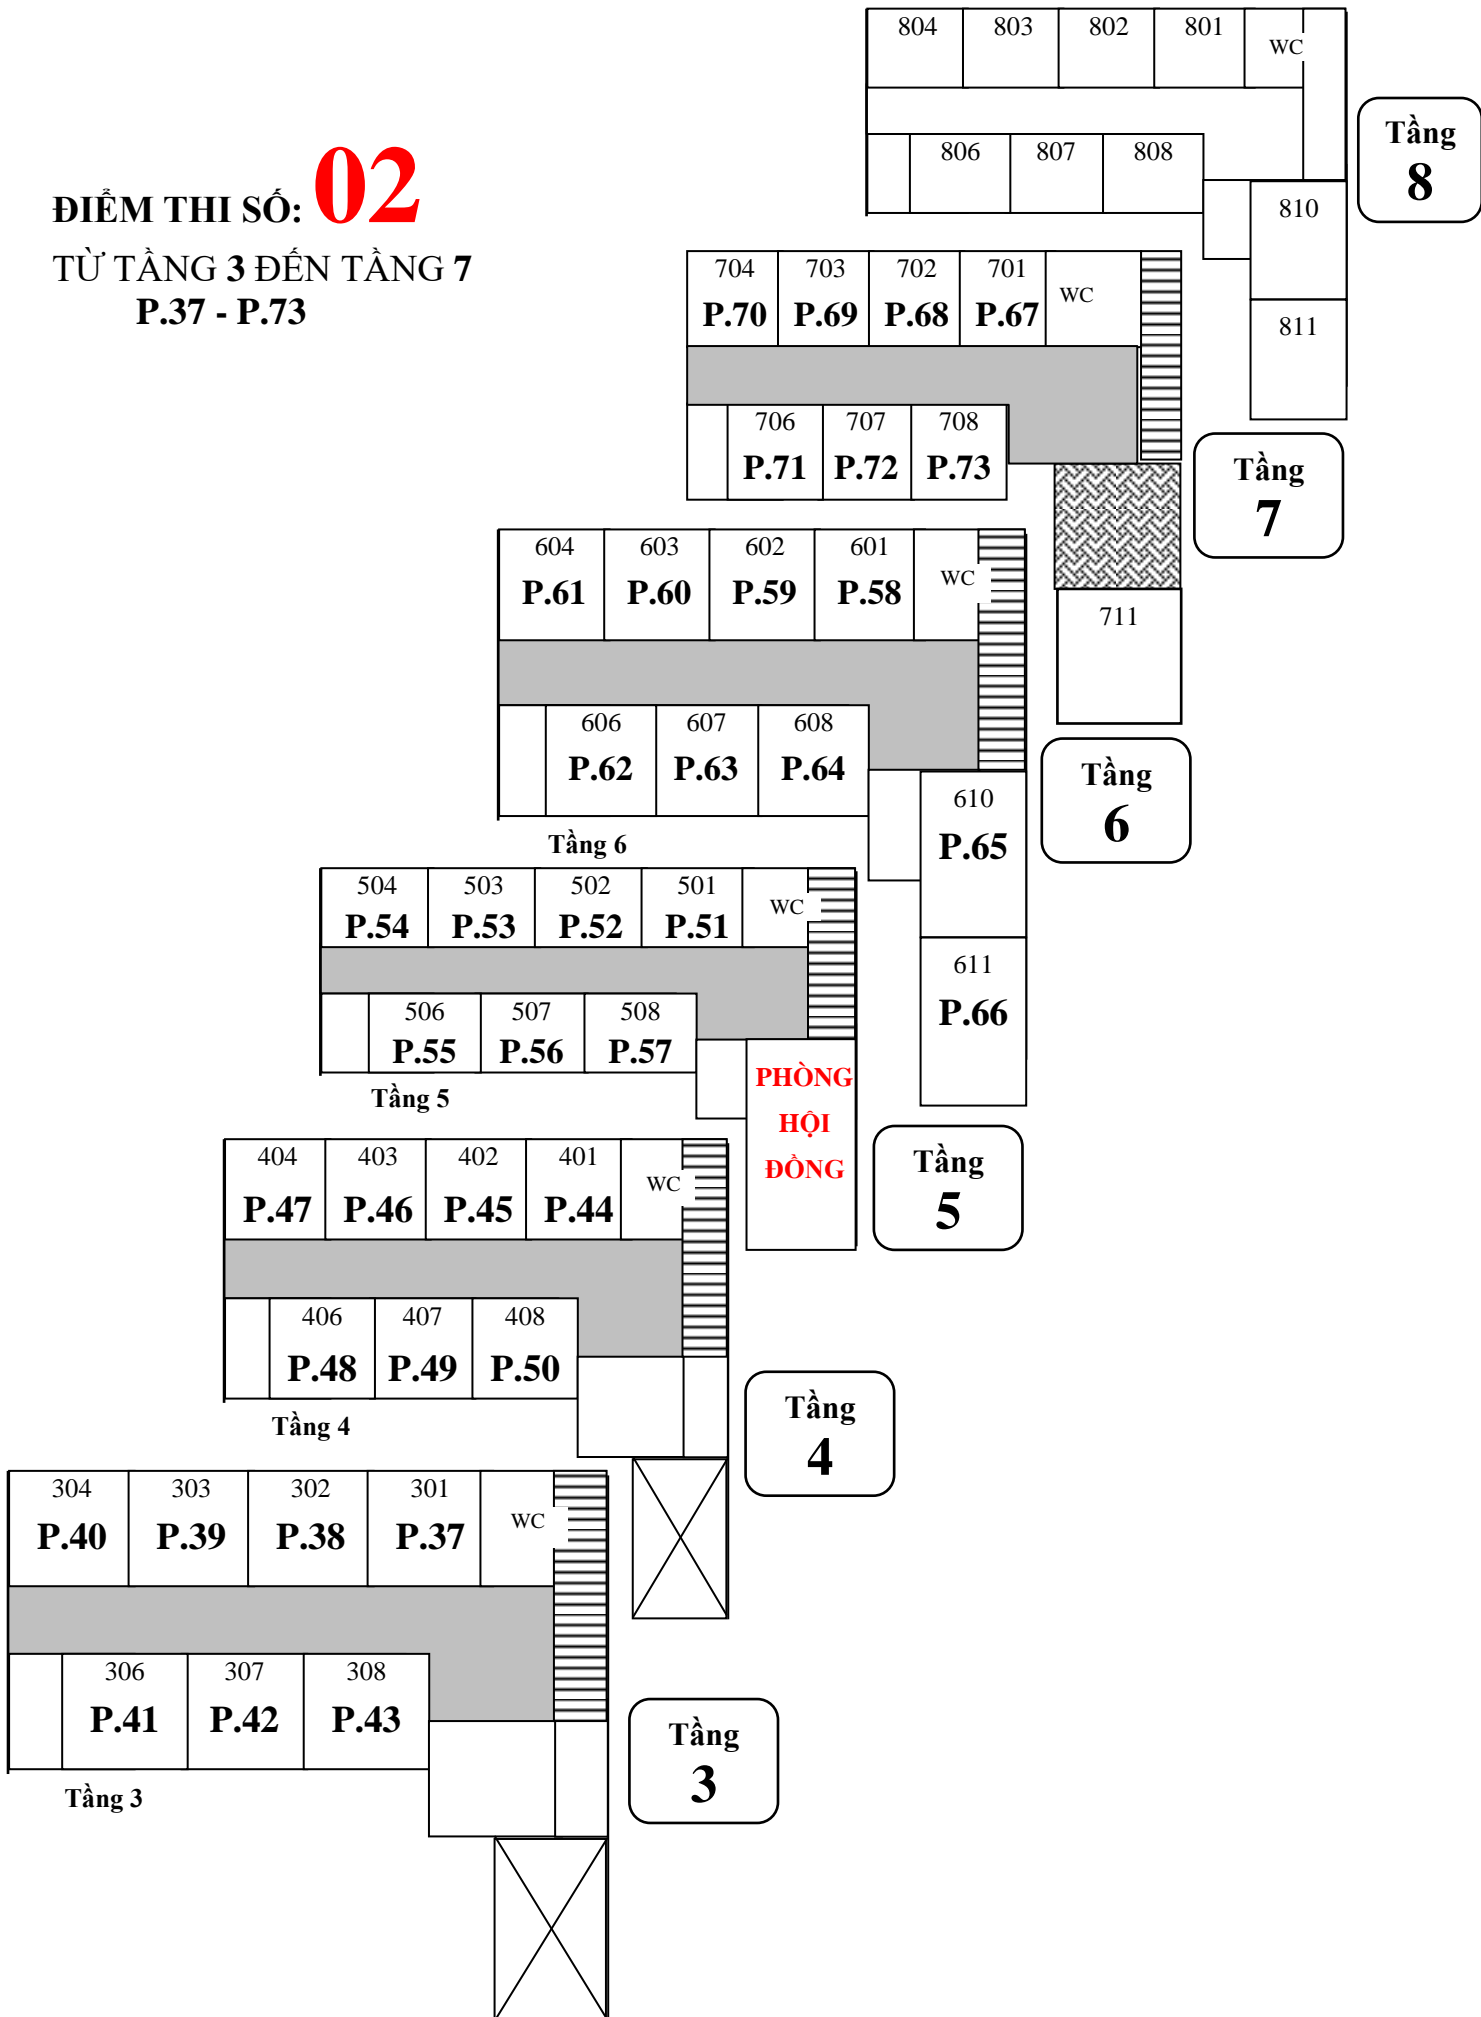 804 803 802 801 WC
Tầng
8
806 807 808
810
811
ĐIỂM THI SỐ: 02
TỪ TẦNG 3 ĐẾN TẦNG 7
P.37 - P.73
704 703 702 701 WC
P.70 P.69 P.68 P.67
706 707 708
P.71 P.72 P.73
Tầng
7
711
604 603 602 601 WC
P.61 P.60 P.59 P.58
606 607 608
P.62 P.63 P.64
Tầng 6
610
P.65
611
P.66
Tầng
6
504 503 502 501 WC
P.54 P.53 P.52 P.51
506 507 508
P.55 P.56 P.57
Tầng 5
PHÒNG
HỘI
ĐỒNG
Tầng
5
404 403 402 401 WC
P.47 P.46 P.45 P.44
406 407 408
P.48 P.49 P.50
Tầng 4
Tầng
4
304 303 302 301 WC
P.40 P.39 P.38 P.37
306 307 308
P.41 P.42 P.43
Tầng 3
Tầng
3